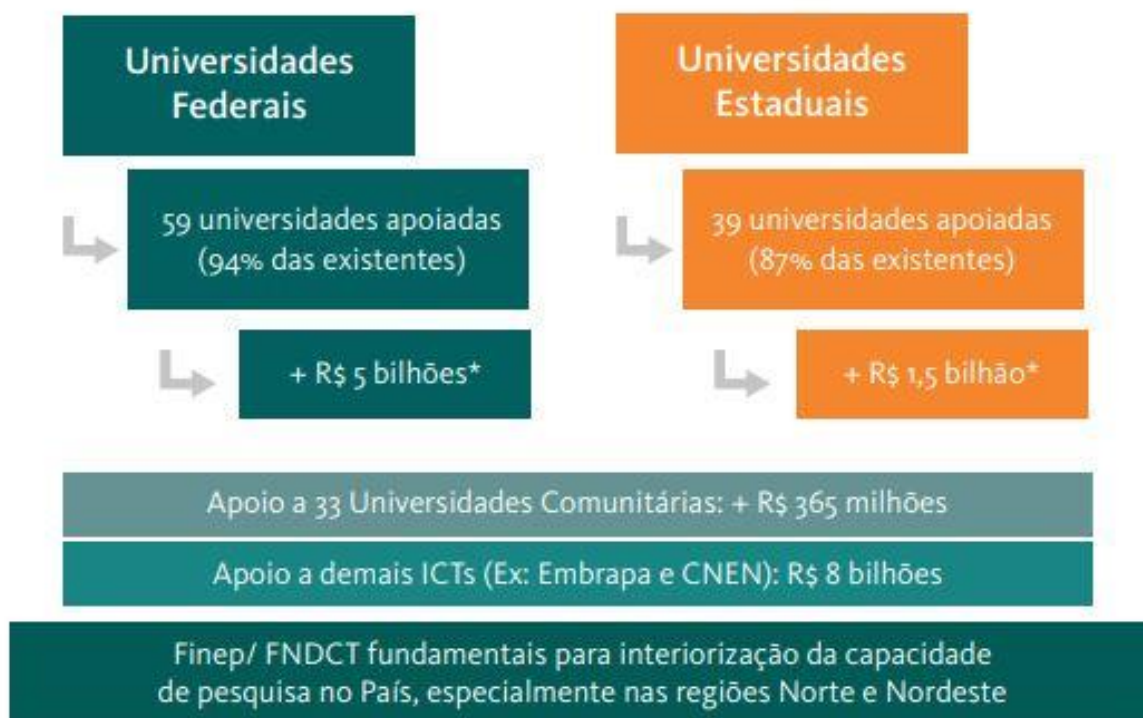 Universidades
Federais
59 universidades apoiadas
(94% das existentes)
+ R$ 5 bilhões*
Universidades
Estaduais
39 universidades apoiadas
(87% das existentes)
+ R$ 1,5 bilhão*
Apoio a 33 Universidades Comunitárias: + R$ 365 milhões
Apoio a demais ICTs (Ex: Embrapa e CNEN): R$ 8 bilhões
Finep/ FNDCT fundamentais para interiorização da capacidade
de pesquisa no País, especialmente nas regiões Norte e Nordeste